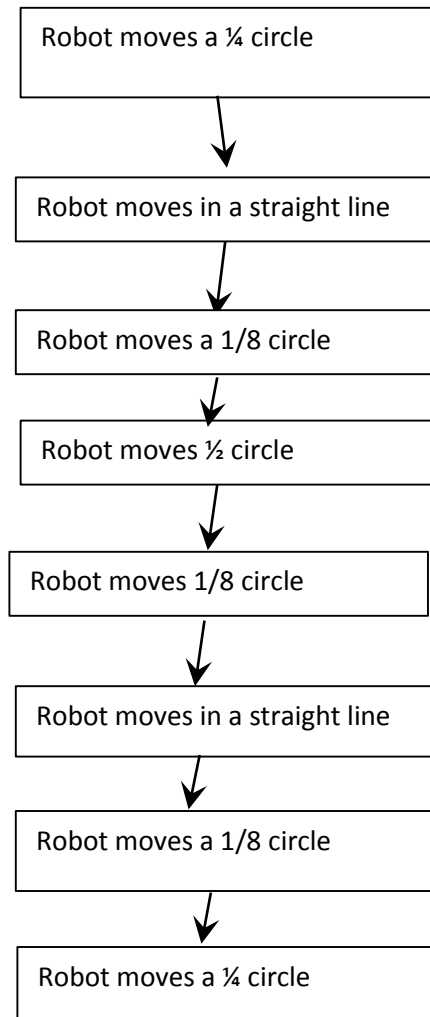 Robot moves a ¼ circle
Robot moves in a straight line
Robot moves a 1/8 circle
Robot moves ½ circle
Robot moves 1/8 circle
Robot moves in a straight line
Robot moves a 1/8 circle
Robot moves a ¼ circle